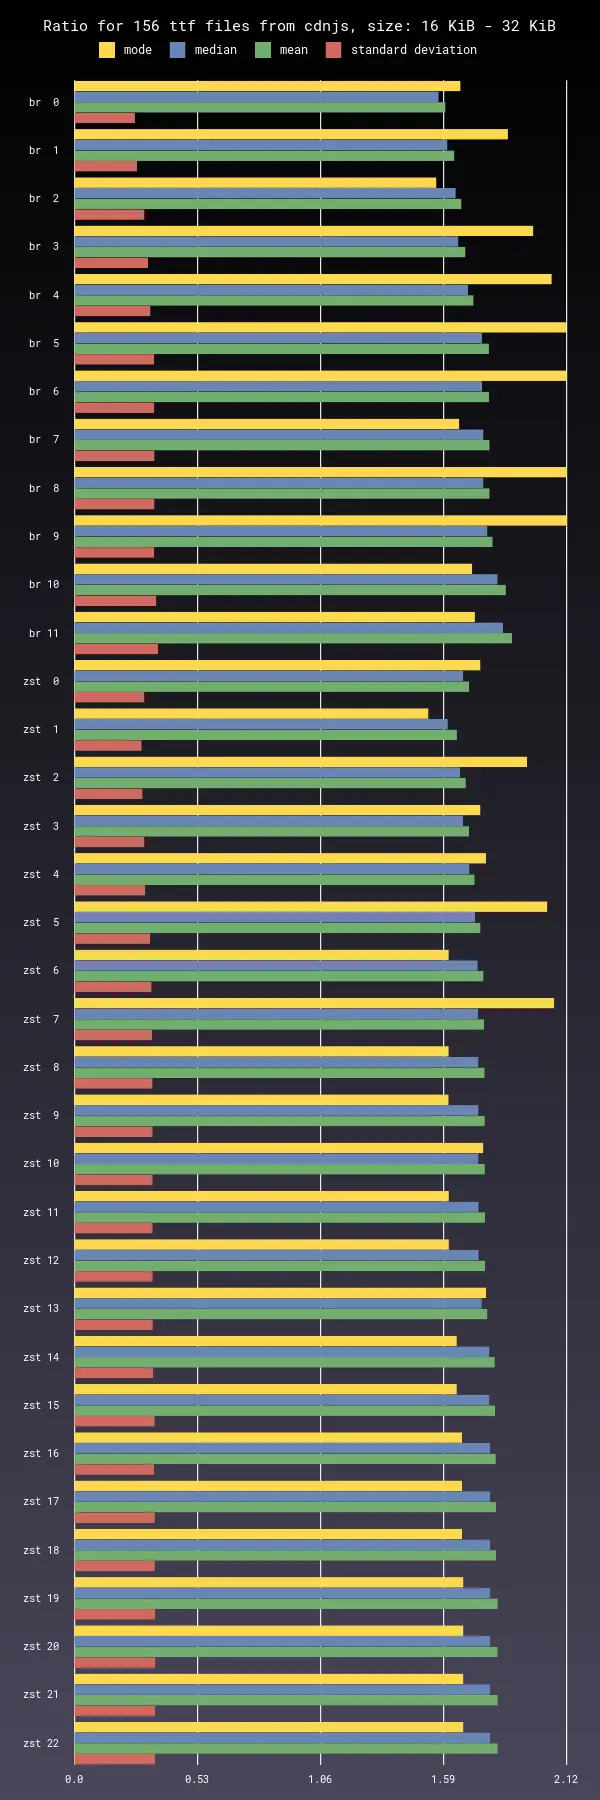 Ratio for 156 ttf files from cdnjs, size: 16 KiB - 32 KiB
mode median mean standard deviation
br 0
br 1
br 2
br 3
br 4
br 5
br 6
br 7
br 8
br 9
br 10
br 11
zst 0
zst 1
zst 2
zst 3
zst 4
zst 5
zst 6
zst 7
zst 8
zst 9
zst 10
zst 11
zst 12
zst 13
zst 14
zst 15
zst 16
zst 17
zst 18
zst 19
zst 20
zst 21
zst 22
0.0 0.53 1.06 1.59 2.12